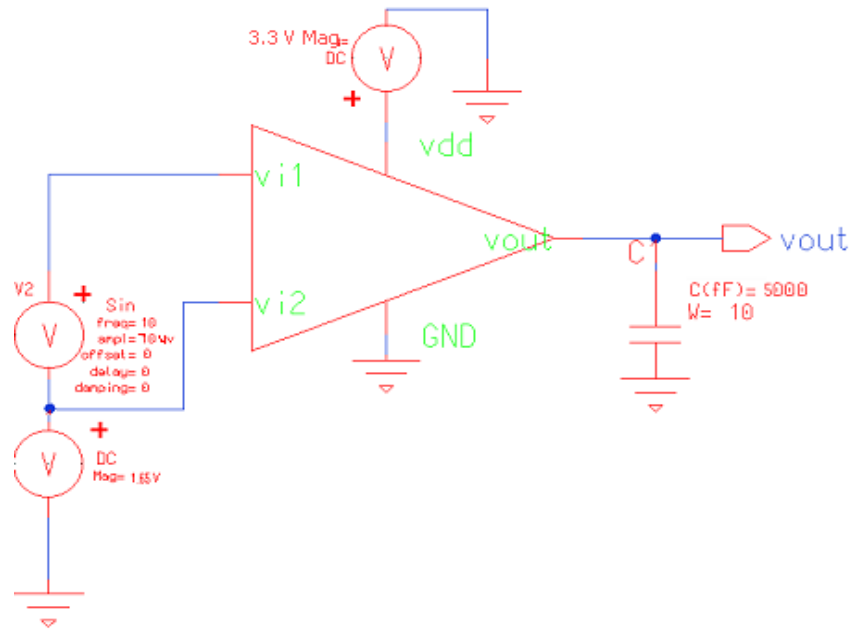 3.3 V Mag=
DC
V
+
vdd
vi1
vout
vout
C
V2
+
Sin
vi2
freq= 10
V
offset= 0
delay= 0
damping= 0
GND
C(fF)= 5000
W= 10
+
V
DC
Mag= 1.65V